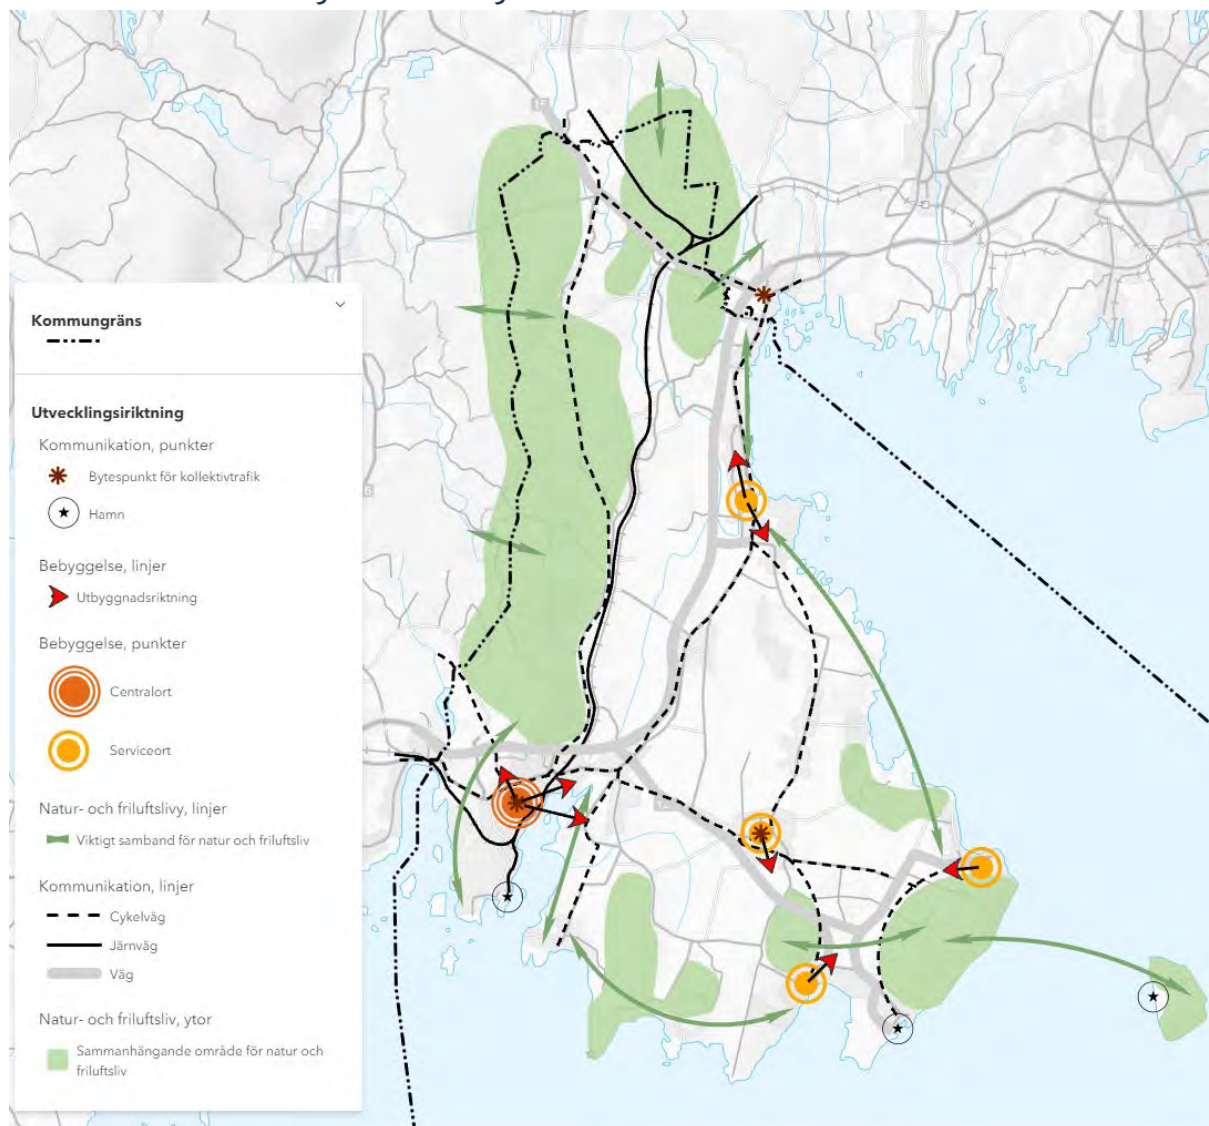 Kommungräns
Utvecklingsiriktning
Kommunikation, punkter
Bytespunkt för kollektivtrafik
Hamn
Bebyggelse, linjer
Utbyggnadsriktning
Bebyggelse, punkter
Centralort
Serviceort
Natur- och friluftslivy, linjer
Viktigt samband för natur och friluftsliv
Kommunikation, linjer
Cykelväg
Järnväg
Väg
Natur- och friluftsliv, ytor
Sammanhängande område för natur och
friluftsliv